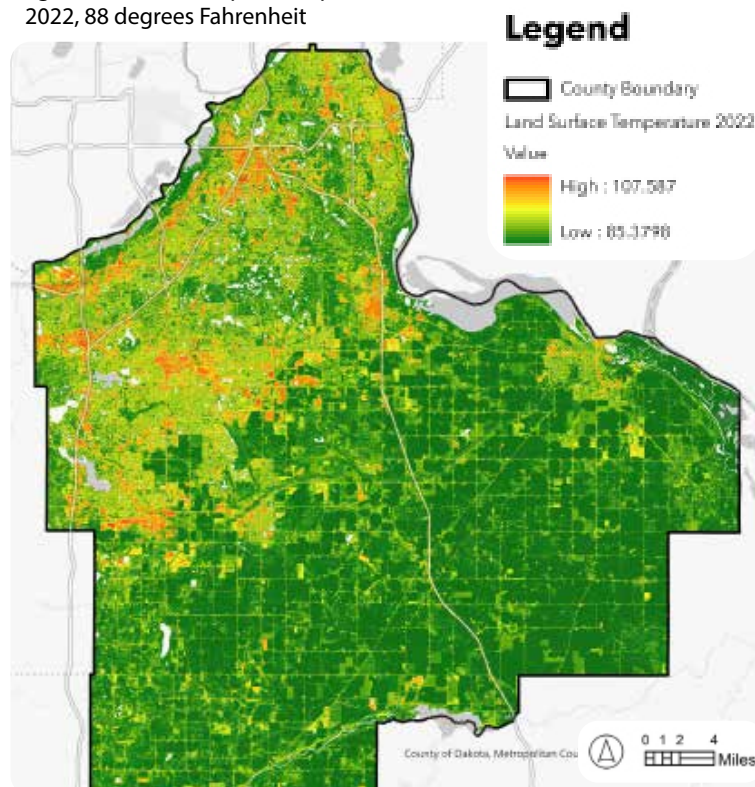 2022, 88 degrees Fahrenheit
Legend
County Boundary
Land Surface Temperature 2022
Value
High : 107.587
Low : 85.3798
County of Dakota, Metropolitan Cou
0 1 2 4
Miles